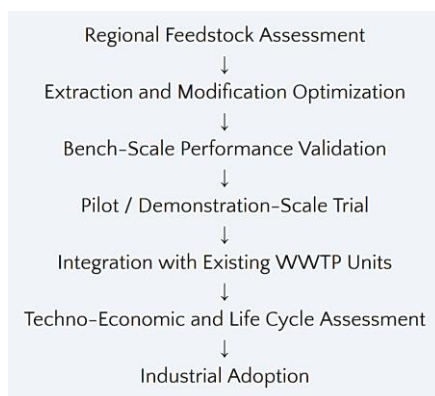 Regional Feedstock Assessment
↓
Extraction and Modification Optimization
↓
Bench-Scale Performance Validation
↓
Pilot / Demonstration-Scale Trial
↓
Integration with Existing WWTP Units
↓
Techno-Economic and Life Cycle Assessment
↓
Industrial Adoption